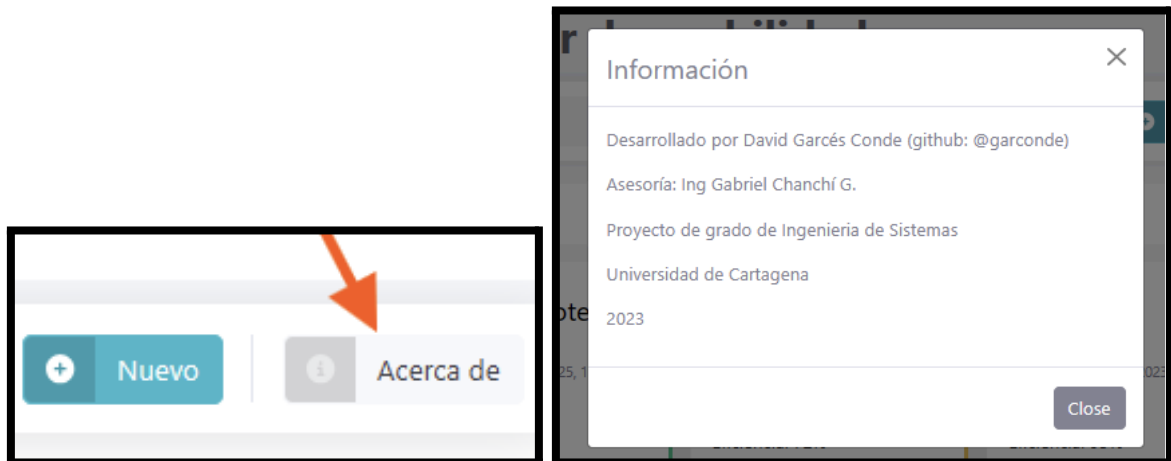 Nuevo
Acerca de
Información
Desarrollado por David Garcés Conde (github: @garconde)
Asesoría: Ing Gabriel Chanchí G.
Proyecto de grado de Ingenieria de Sistemas
Universidad de Cartagena
2023
Close